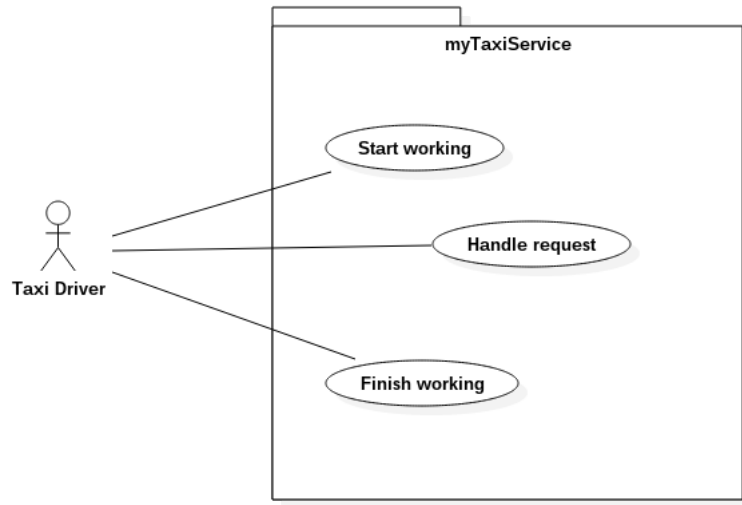 myTaxiService
Start working
Handle request
Taxi Driver
Finish working